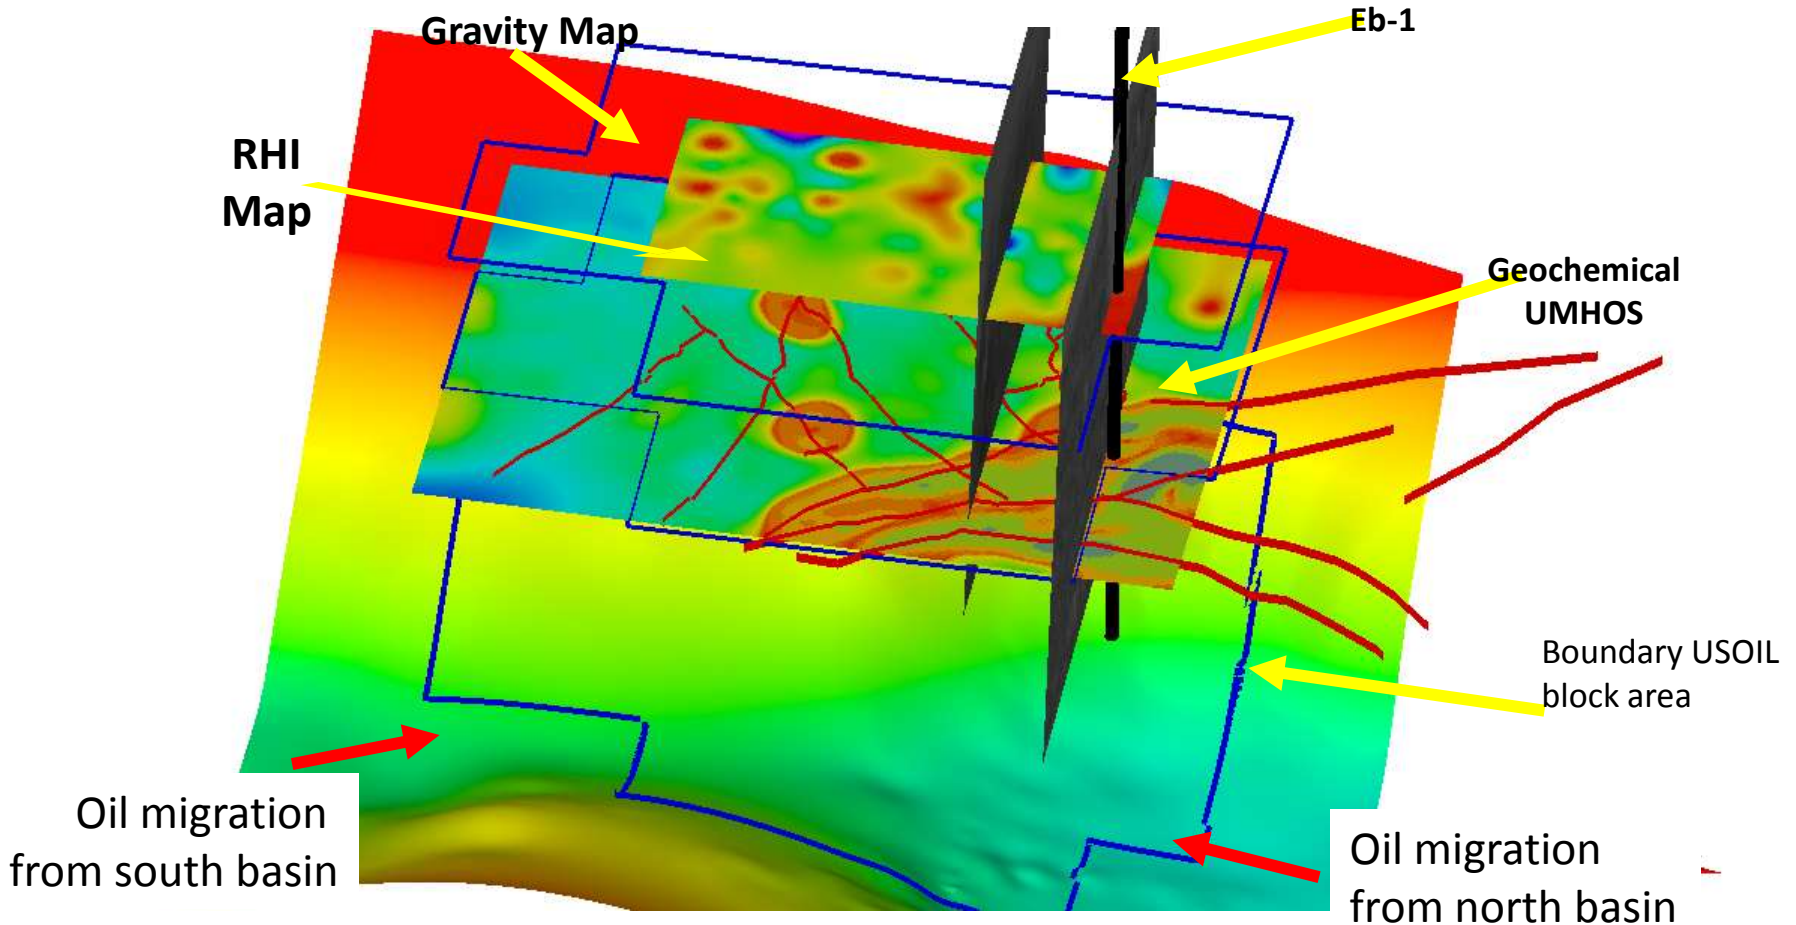 Gravity Map
Eb-1
RHI
Map
Geochemical
UMHOS
Boundary USOIL
block area
Oil migration
from south basin
Oil migration
from north basin